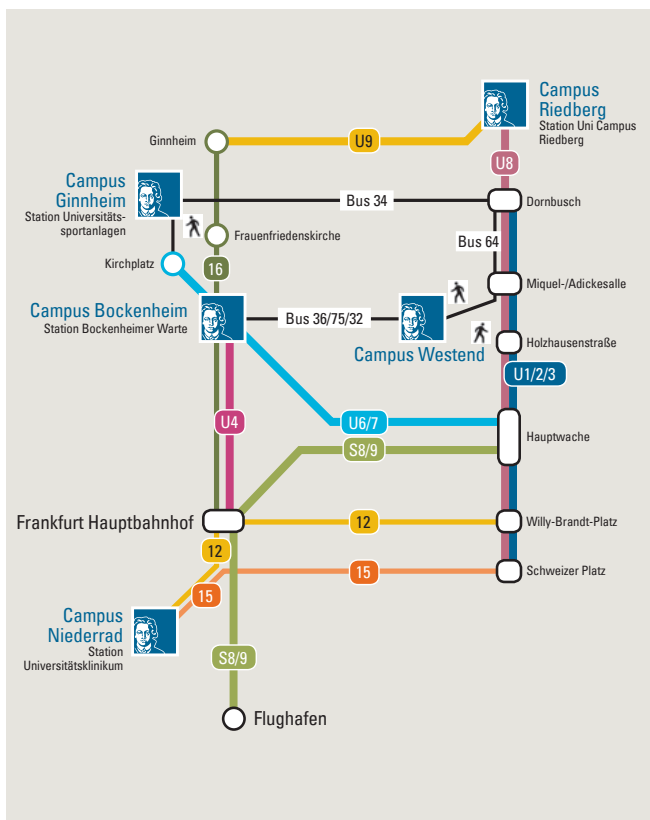 Campus
Riedberg
Station Uni Campus
Riedberg
Ginnheim
U9
U8
Campus
Ginnheim
Station Universitäts-
sportanlagen
Bus 34
Dornbusch
Frauenfriedenskirche
Bus 64
Kirchplatz
16
Miquel-/Adickesalle
Campus Bockenheim
Station Bockenheimer Warte
Bus 36/75/32
Campus Westend
Holzhausenstraße
U1/2/3
U4
U6/7
Hauptwache
S8/9
Frankfurt Hauptbahnhof
12
Willy-Brandt-Platz
12
15
Schweizer Platz
15
Campus
Niederrad
Station
Universitätsklinikum
S8/9
Flughafen